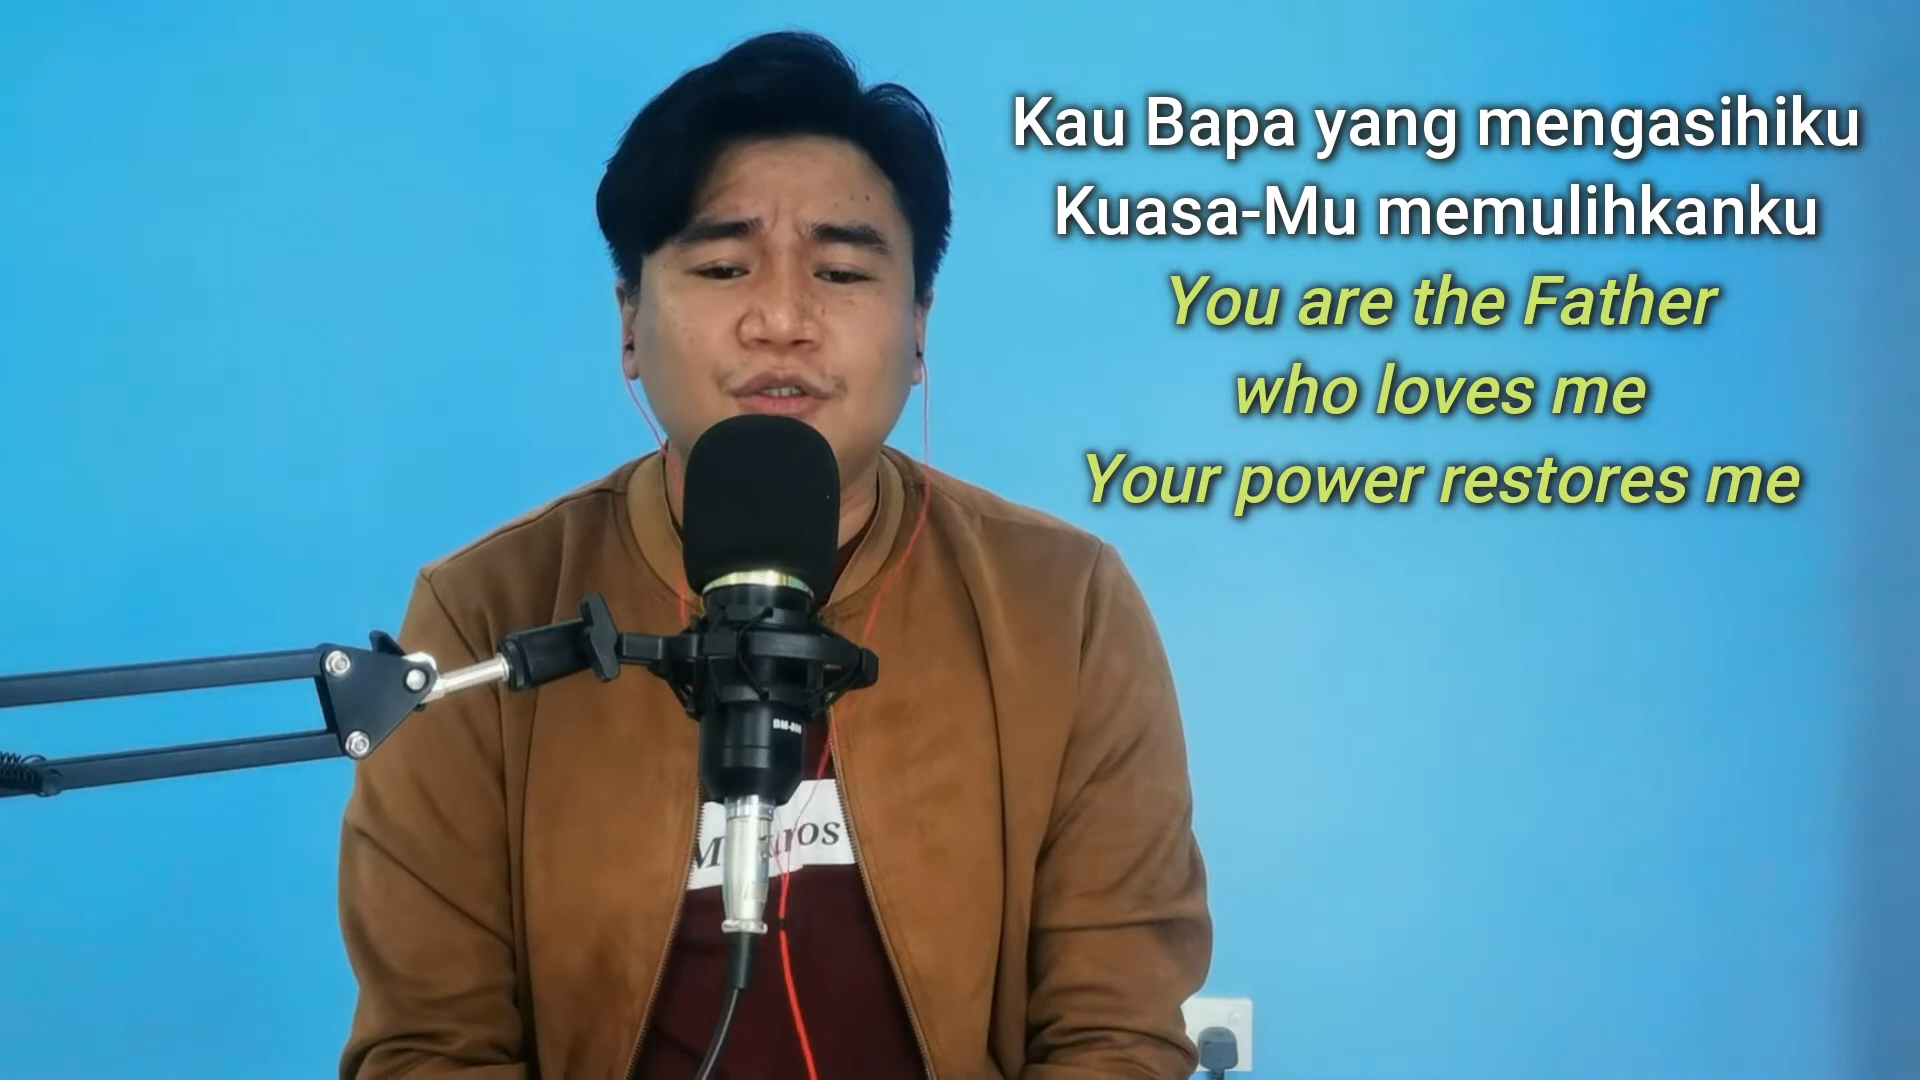 Kau Bapa yang mengasihiku
Kuasa-Mu memulihkanku
You are the Father
who loves me
Your power restores me